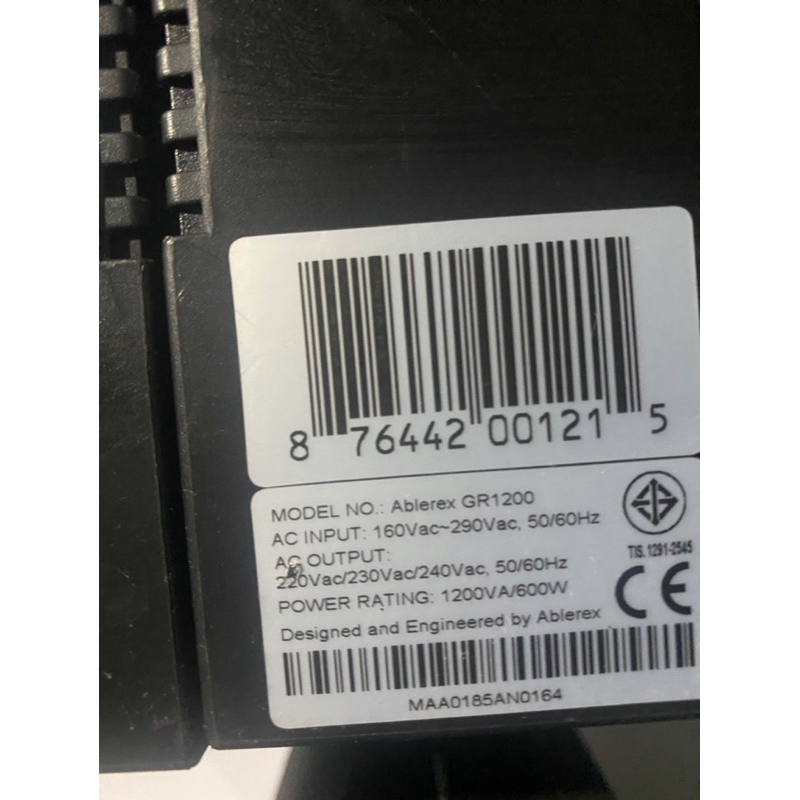 8 76442 00121 5
MODEL NO.: Ablerex GR1200
AC INPUT: 160Vac~290Vac, 50/60Hz
AC OUTPUT:
220Vac/230Vac/240Vac, 50/60Hz
POWER RATING: 1200VA/600W
Designed and Engineered by Ablerex
TIS. 1291-2545
CE
MAA0185AN0164